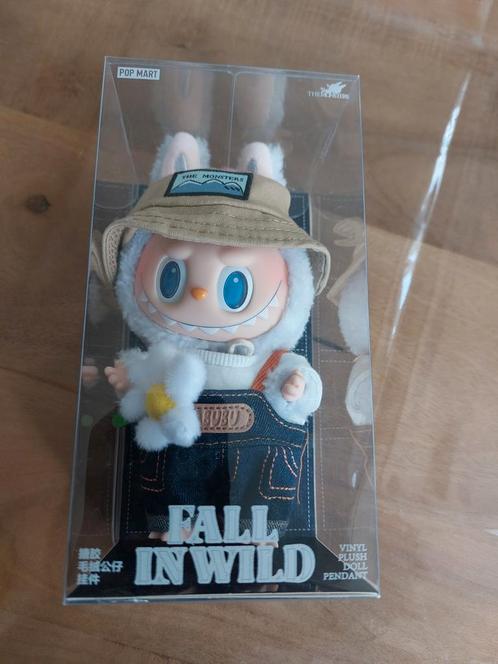 POP MART
THE MONSTERS
THE MONSTERS
BUBU
FALL
IN WILD
搪胶
毛绒公仔
挂件
VINYL
PLUSH
DOLL
PENDANT